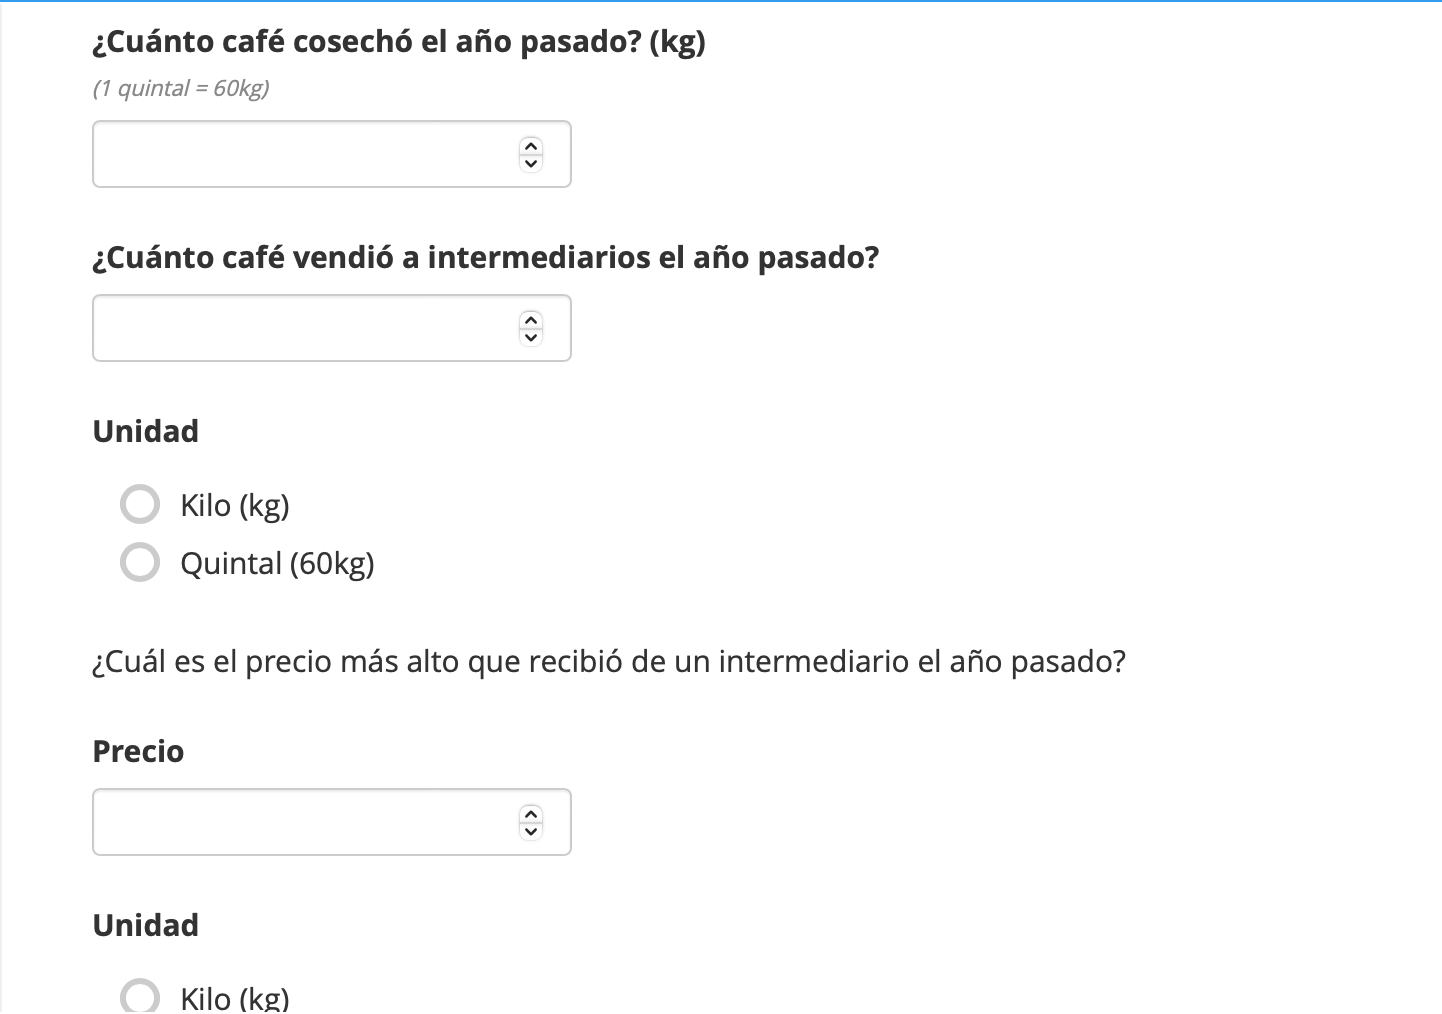 ¿Cuánto café cosechó el año pasado? (kg)
(1 quintal = 60kg)
¿Cuánto café vendió a intermediarios el año pasado?
Unidad
Kilo (kg)
Quintal (60kg)
¿Cuál es el precio más alto que recibió de un intermediario el año pasado?
Precio
Unidad
Kilo (kg)